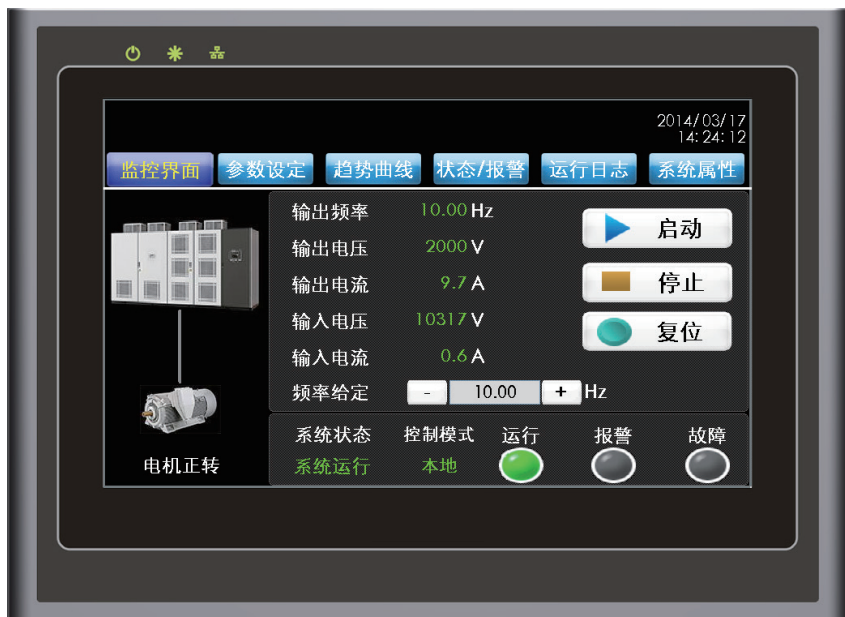 2014/03/17
14:24:12
监控界面 参数设定 趋势曲线 状态/报警 运行日志 系统属性
输出频率 10.00 Hz
启动
输出电压 2000 V
输出电流 9.7 A
停止
输入电压 10317 V
复位
输入电流 0.6 A
频率给定 - 10.00 + Hz
系统状态 控制模式 运行 报警 故障
系统运行 本地
电机正转